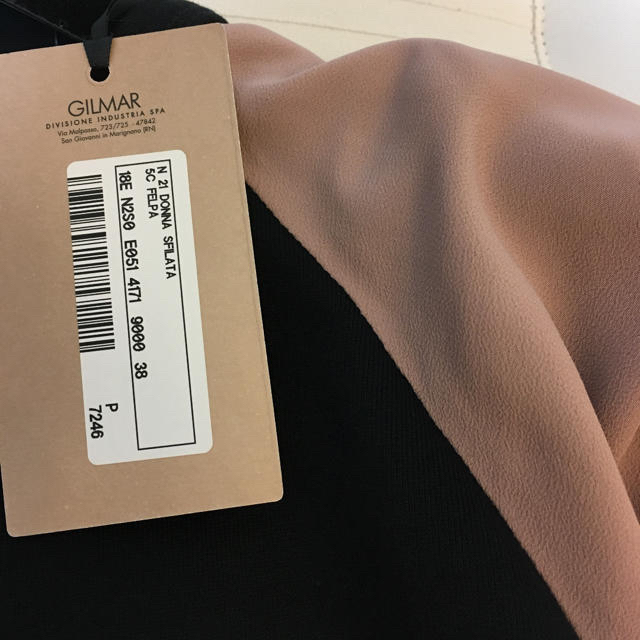 GILMAR
DIVISIONE INDUSTRIA SPA
Via Malpasso, 723/725 - 47842
San Giovanni in Marignano (RN)
N 21 DONNA SFILATA
5C FELPA
18E N2S0 E051 4171 9000 38
P
7246